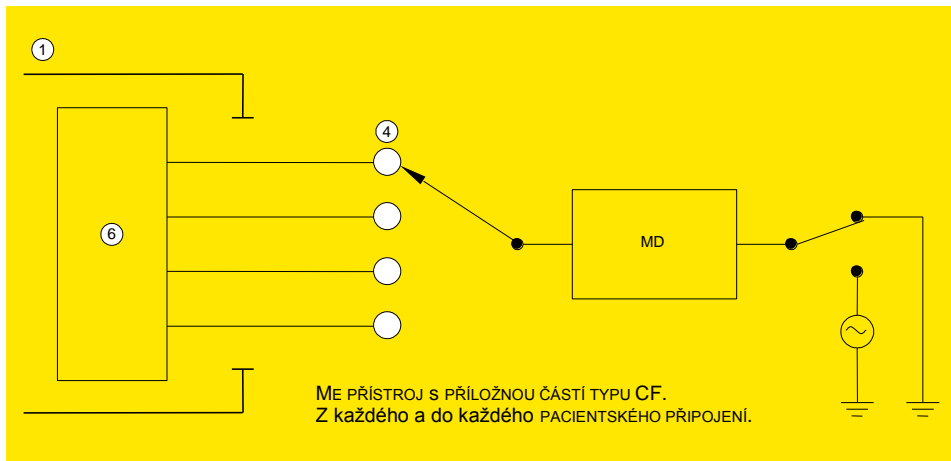 1
4
6
MD
ME PŘÍSTROJ s PŘÍLOŽNOU ČÁSTÍ TYPU CF.
Z každého a do každého PACIENTSKÉHO PŘIPOJENÍ.